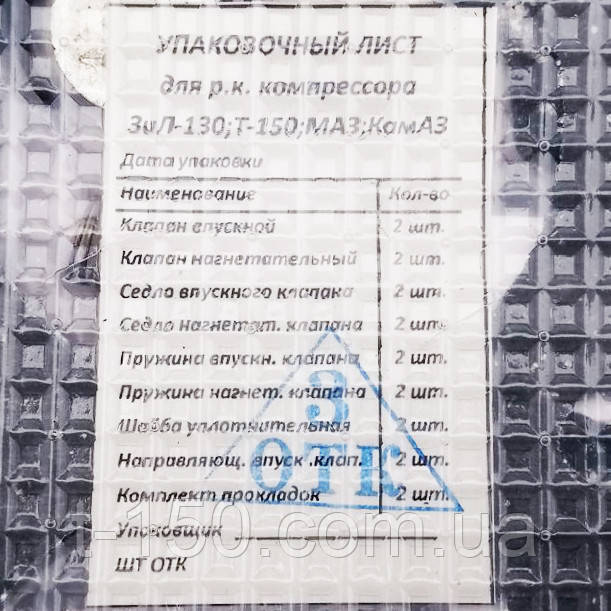 УПАКОВОЧНЫЙ ЛИСТ
для р.к. компрессора
ЗиЛ-130;Т-150;МАЗ;КамАЗ
Дата упаковки
Наименование Кол-во
Клапан впускной 2 шт.
Клапан нагнетательный 2 шт.
Седло впускного клапана 2 шт.
Седло нагнетат. клапана 2 шт.
Пружина впускн. клапана 2 шт.
Пружина нагнет. клапана 2 шт.
Шайба уплотнительная 2 шт.
Направляющ. впуск .клап. 2 шт.
Комплект прокладок 2 шт.
3
ОТК
Упаковщик
ШТ ОТК
t-150.com.ua